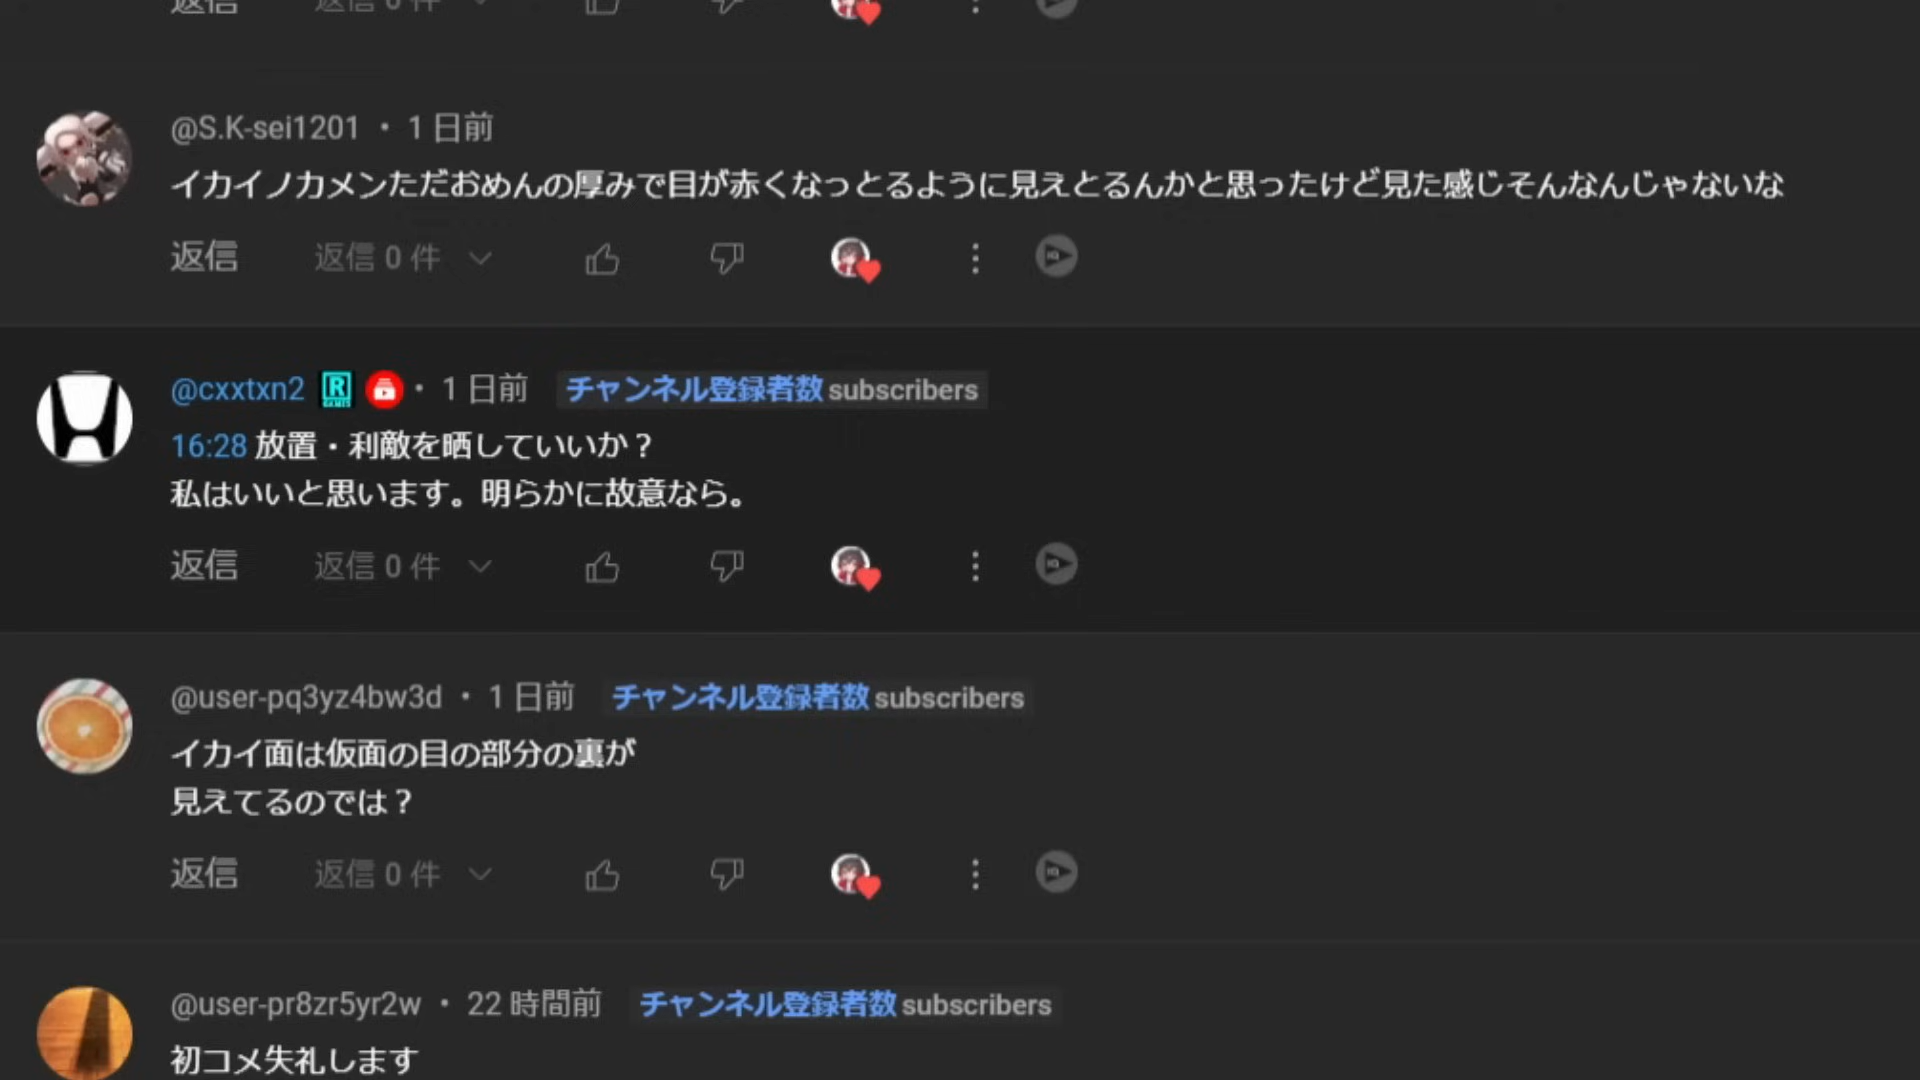 返信 返信 0 件
@S.K-sei1201 ・ 1 日前
イカイノカメンただおめんの厚みで目が赤くなっとるように見えとるんかと思ったけど見た感じそんなんじゃないな
返信 返信 0 件
@cxxtxn2 R GAMES ・ 1 日前 チャンネル登録者数 subscribers
16:28 放置・利敵を晒していいか？
私はいいと思います。明らかに故意なら。
返信 返信 0 件
@user-pq3yz4bw3d ・ 1 日前 チャンネル登録者数 subscribers
イカイ面は仮面の目の部分の裏が
見えてるのでは？
返信 返信 0 件
@user-pr8zr5yr2w ・ 22 時間前 チャンネル登録者数 subscribers
初コメ失礼します